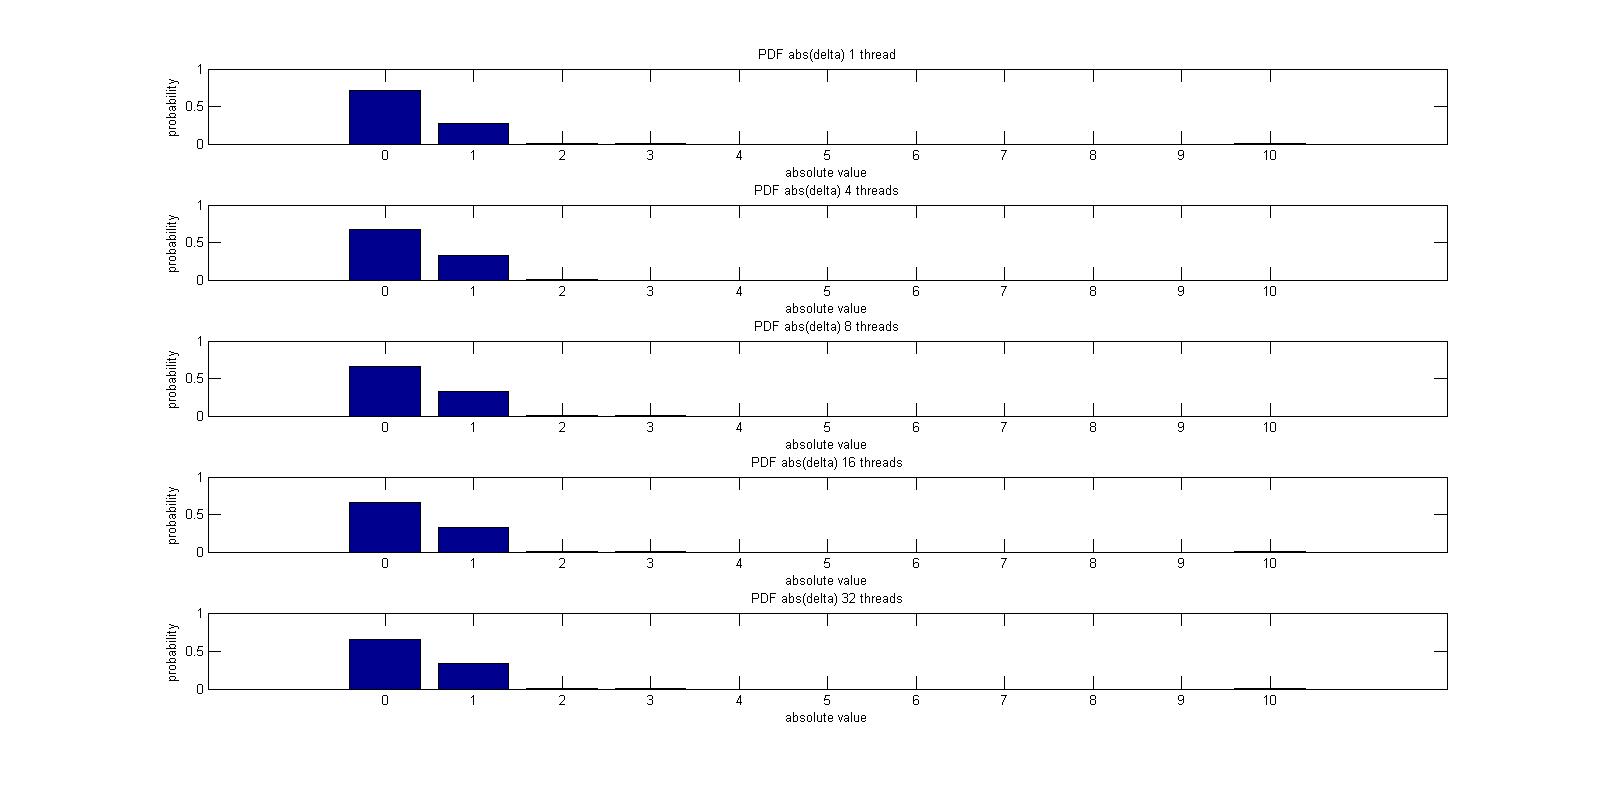 PDF abs(delta) 1 thread
probability
1
0.5
0
0 1 2 3 4 5 6 7 8 9 10
absolute value
PDF abs(delta) 4 threads
probability
1
0.5
0
0 1 2 3 4 5 6 7 8 9 10
absolute value
PDF abs(delta) 8 threads
probability
1
0.5
0
0 1 2 3 4 5 6 7 8 9 10
absolute value
PDF abs(delta) 16 threads
probability
1
0.5
0
0 1 2 3 4 5 6 7 8 9 10
absolute value
PDF abs(delta) 32 threads
probability
1
0.5
0
0 1 2 3 4 5 6 7 8 9 10
absolute value